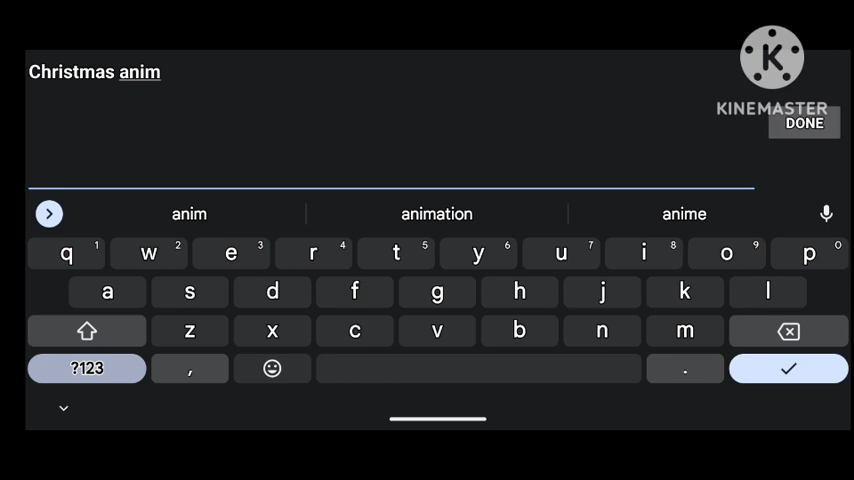 Christmas anim
KINEMASTER
DONE
anim animation anime
q 1 w 2 e 3 r 4 t 5 y 6 u 7 i 8 o 9 p 0
a s d f g h j k l
z x c v b n m
?123 , .